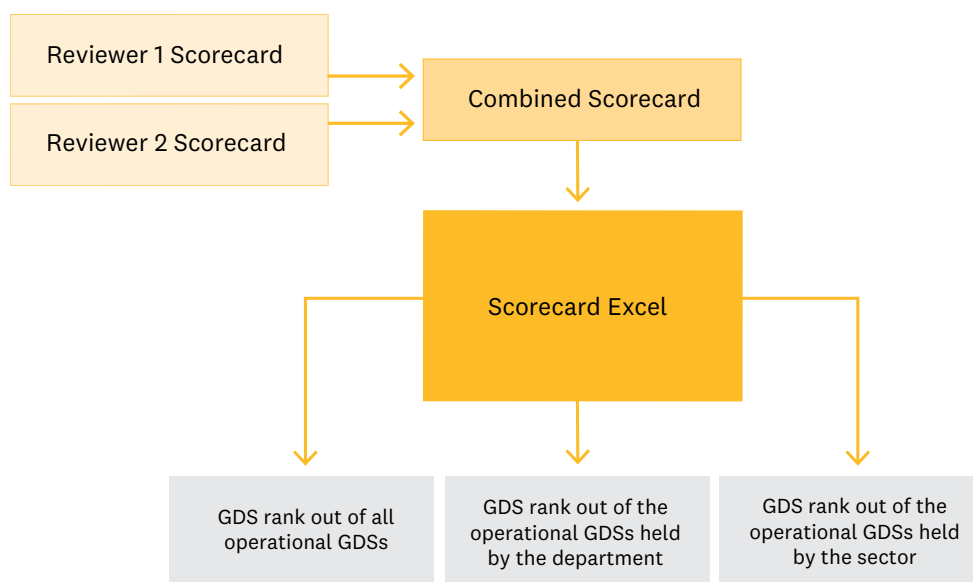 Reviewer 1 Scorecard
Reviewer 2 Scorecard
Combined Scorecard
Scorecard Excel
GDS rank out of all
operational GDSs
GDS rank out of the
operational GDSs held
by the department
GDS rank out of the
operational GDSs held
by the sector